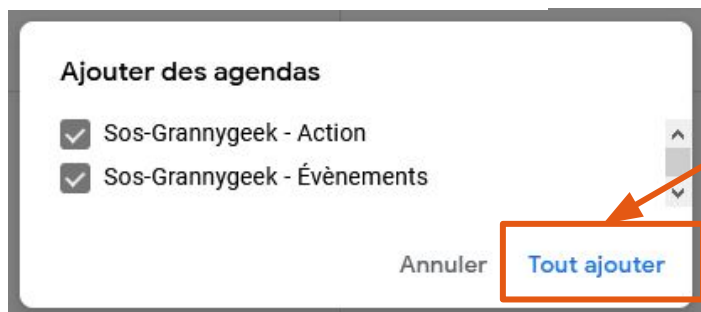 Ajouter des agendas
Sos-Grannygeek - Action
Sos-Grannygeek - Évènements
Annuler Tout ajouter